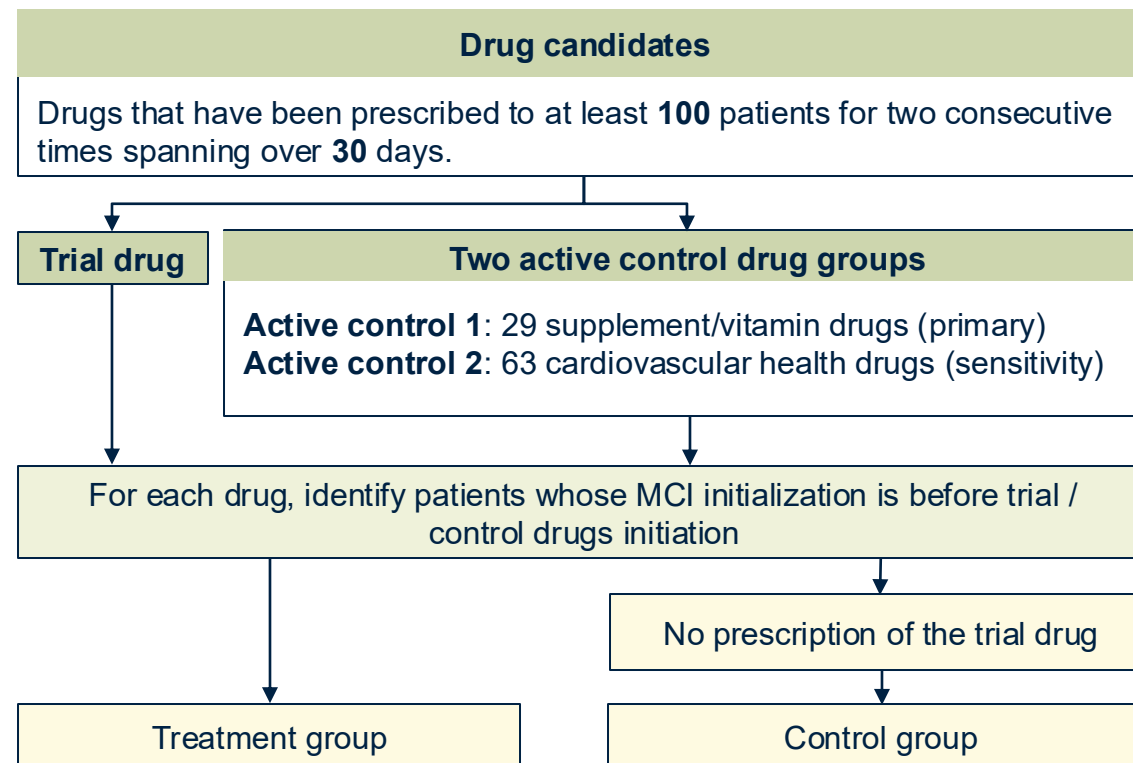 Drug candidates
Drugs that have been prescribed to at least 100 patients for two consecutive
times spanning over 30 days.
Trial drug
Two active control drug groups
Active control 1: 29 supplement/vitamin drugs (primary)
Active control 2: 63 cardiovascular health drugs (sensitivity)
For each drug, identify patients whose MCI initialization is before trial /
control drugs initiation
No prescription of the trial drug
Treatment group
Control group